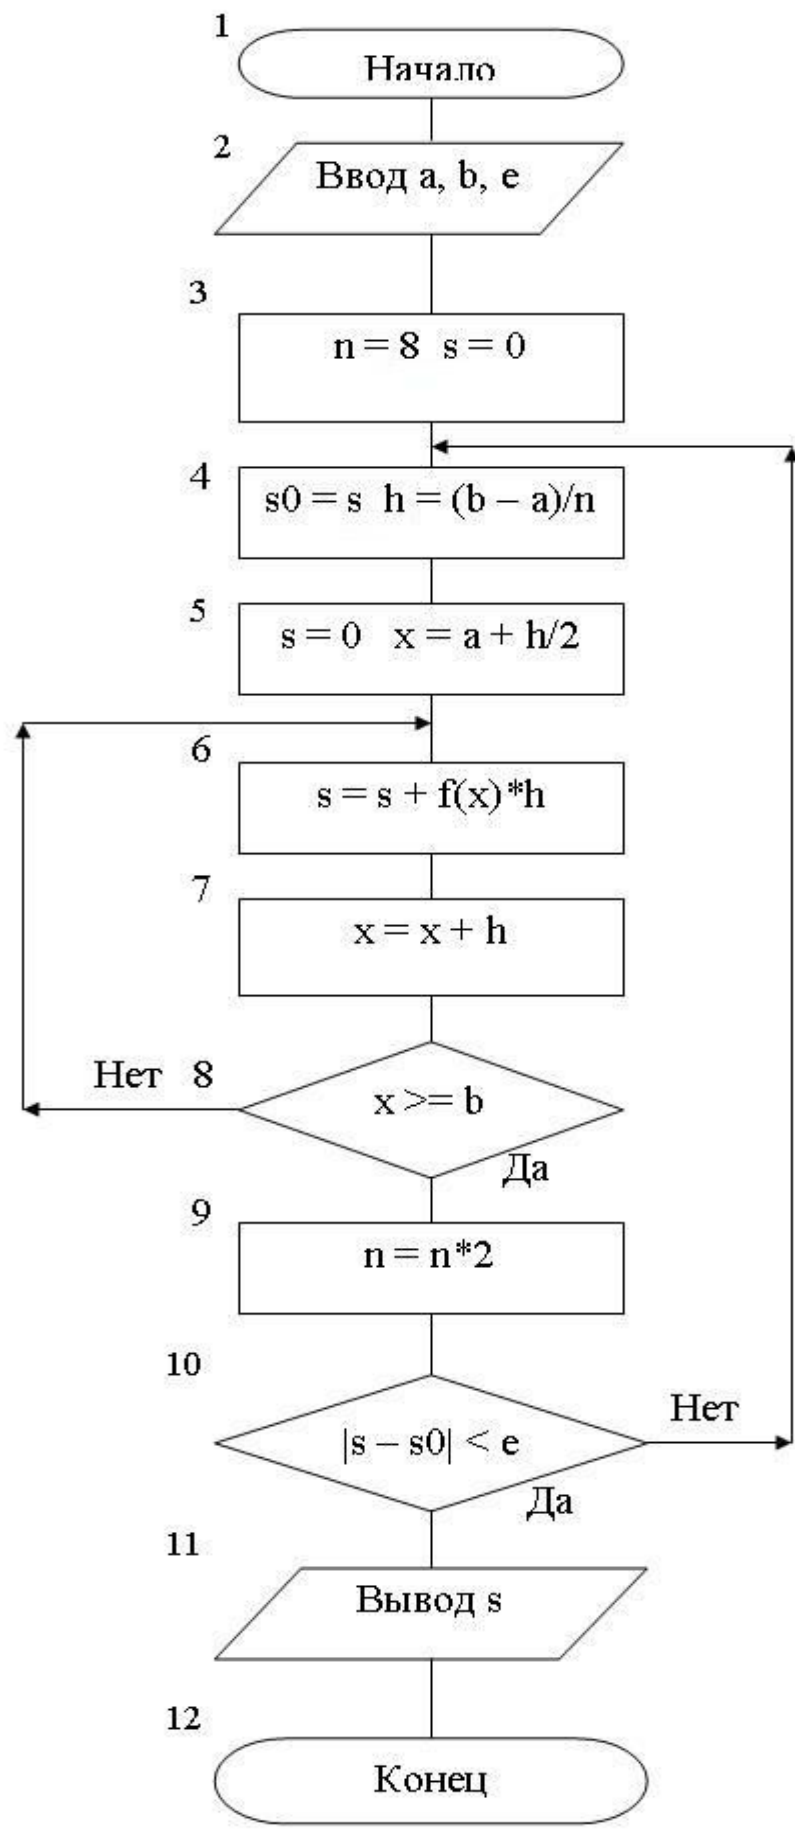 1
Начало
2
Ввод a, b, e
3
n = 8 s = 0
4
s0 = s h = (b – a)/n
5
s = 0 x = a + h/2
6
s = s + f(x)*h
7
x = x + h
Нет 8
x >= b
Да
9
n = n*2
10
Нет
|s – s0| < e
Да
11
Вывод s
12
Конец